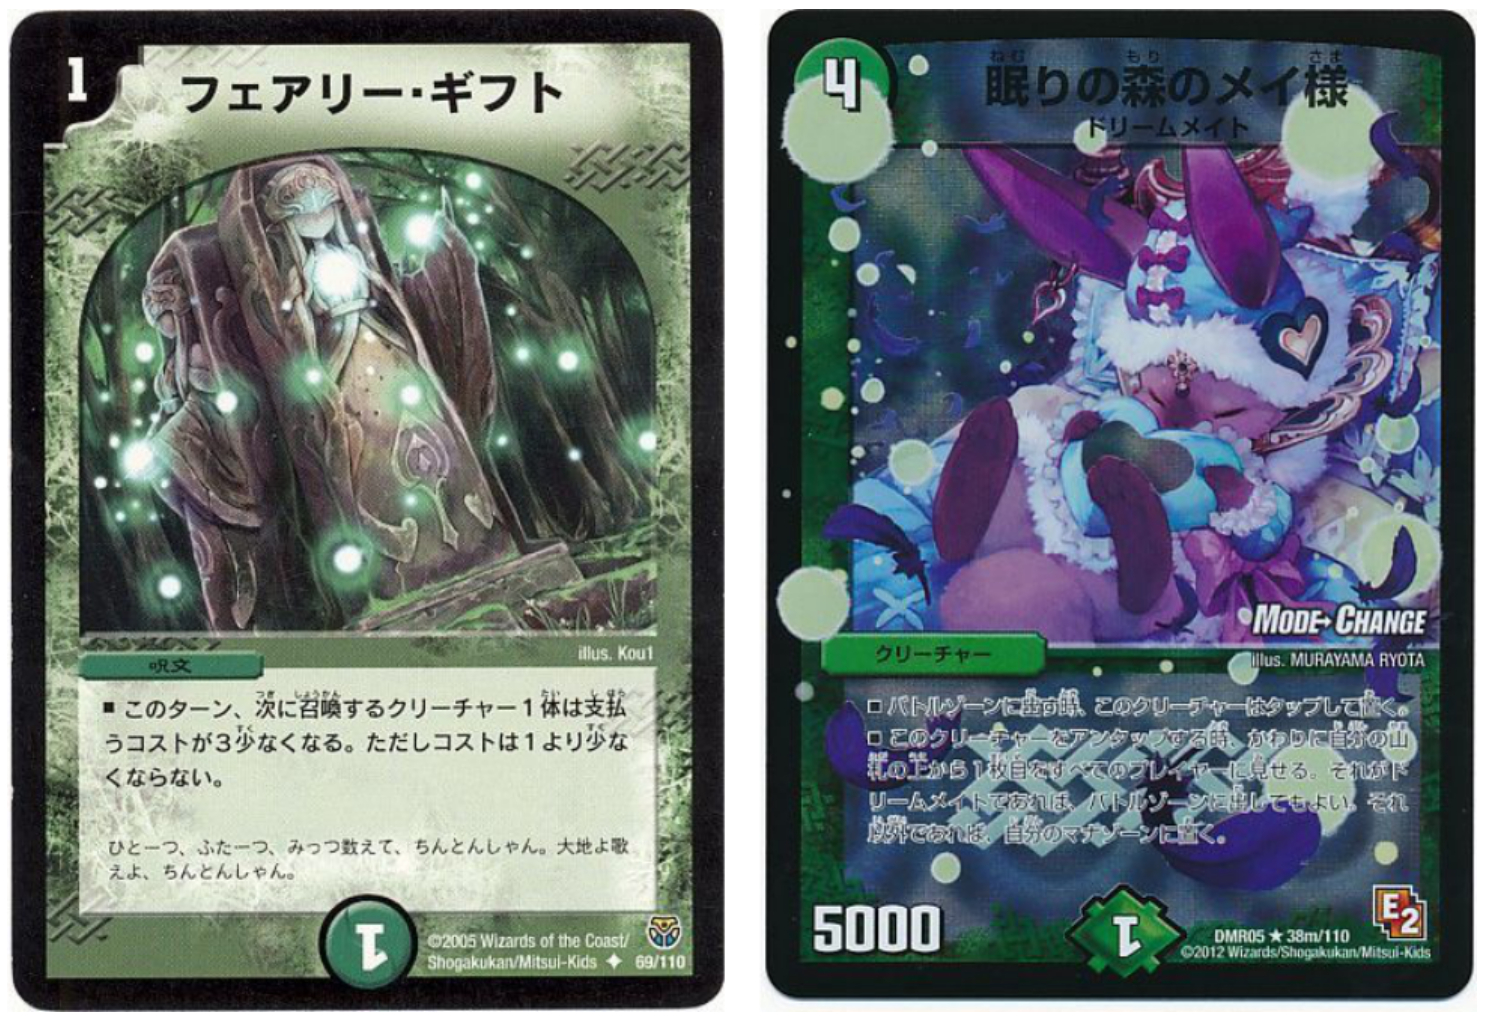 1
フェアリー・ギフト
呪文
illus. Kou1
■ このターン、次に召喚するクリーチャー1体は支払
うコストが3少なくなる。ただしコストは1より少な
くならない。
ひと一つ、ふた一つ、みっつ数えて、ちんとんしゃん。大地よ歌
えよ、ちんとんしゃん。
1
©2005 Wizards of the Coast/
Shogakukan/Mitsui-Kids ✦ 69/110
4
眠りの森のメイ様
ドリームメイト
MODE→CHANGE
クリーチャー
illus. MURAYAMA RYOTA
■ バトルゾーンに出す時、このクリーチャーはタップして置く。
■ このクリーチャーをアンタップする時、かわりに自分の山
札の上から1枚目をすべてのプレイヤーに見せる。それがド
リームメイトであれば、バトルゾーンに出してもよい。それ
以外であれば、自分のマナゾーンに置く。
5000
1
E2
DMR05 ★ 38m/110
©2012 Wizards/Shogakukan/Mitsui-Kids